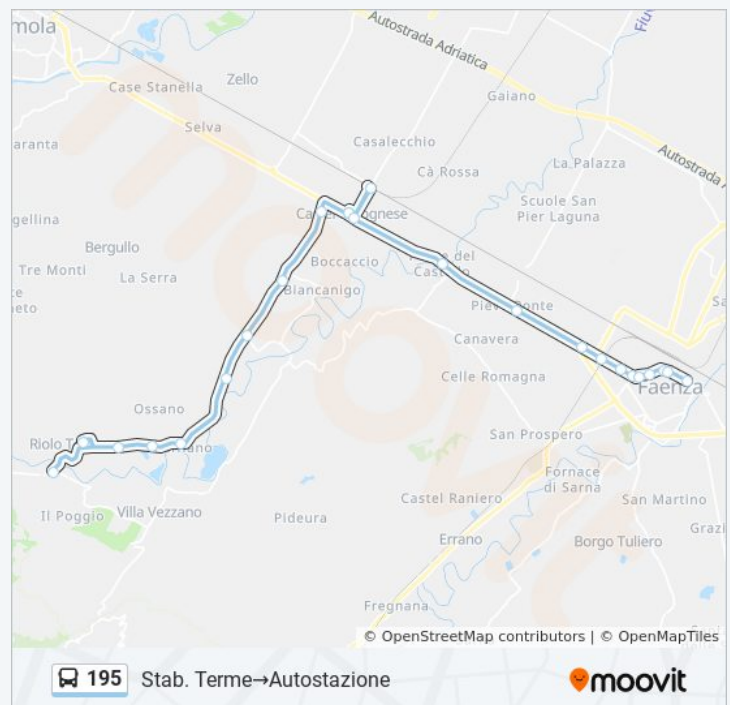 mola
Autostrada Adriatica
Fiu
Zello
Case Stanella
Gaiano
Selva
Casalecchio
aranta
Autostrada
La Palazza
Cà Rossa
Scuole San
Pier Laguna
gellina
Bergullo
Boccaccio
Tre Monti
La Serra
Biancanigo
Canavera
Celle Romagna
Faenza
Ossano
San Prospero
Riolo T
Fornace
di Sarna
Castel Raniero
San Martino
Il Poggio
Villa Vezzano
Pideura
Grazi
Errano
Borgo Tuliero
Fregnana
© OpenStreetMap contributors | © OpenMapTiles
195 Stab. Terme→Autostazione
moovit